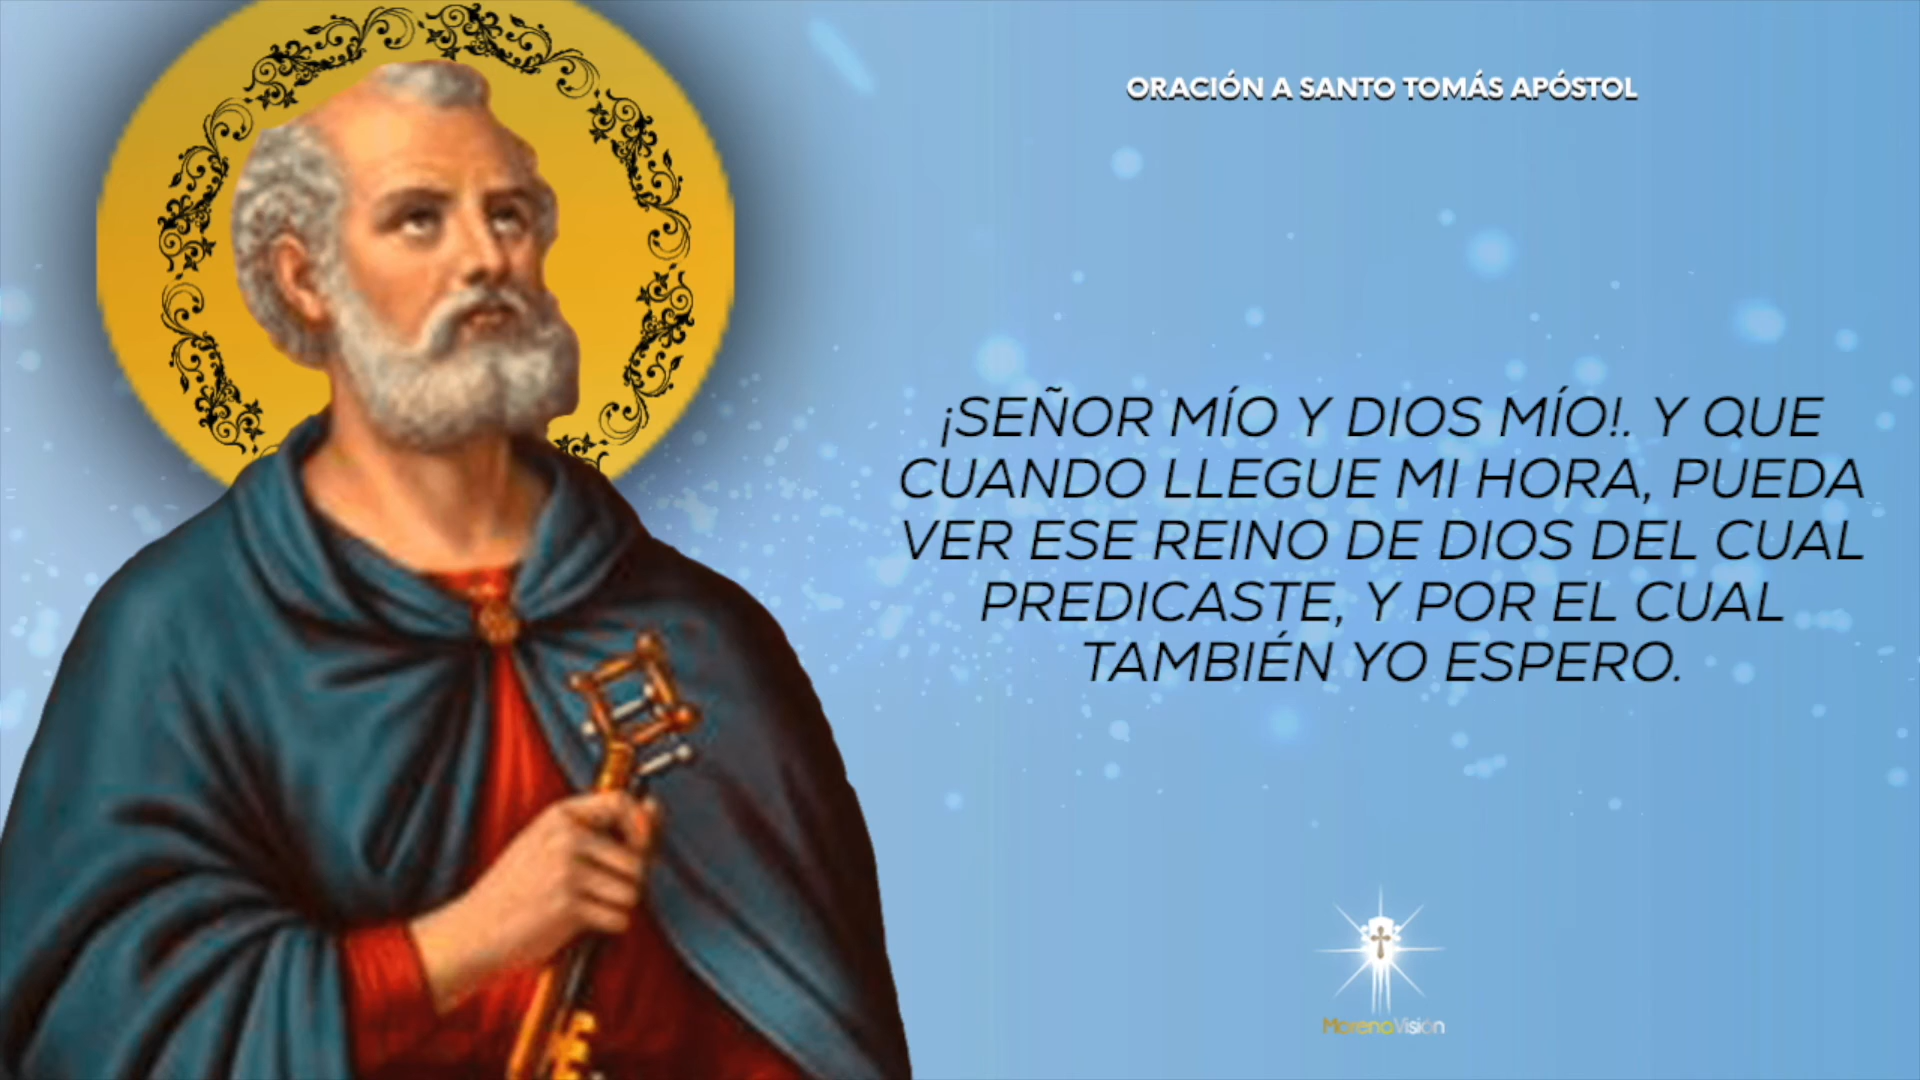 ORACIÓN A SANTO TOMÁS APÓSTOL
¡SEÑOR MÍO Y DIOS MÍO!. Y QUE
CUANDO LLEGUE MI HORA, PUEDA
VER ESE REINO DE DIOS DEL CUAL
PREDICASTE, Y POR EL CUAL
TAMBIÉN YO ESPERO.
MorenaVisión